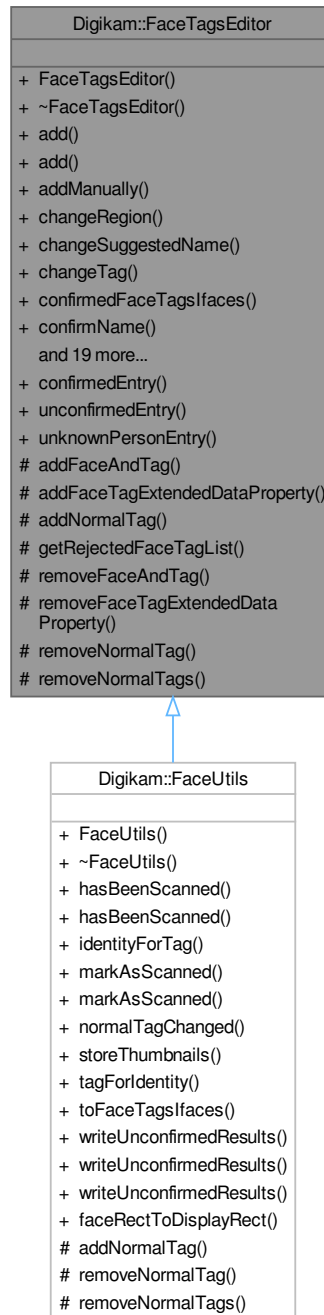 Digikam::FaceTagsEditor
+ FaceTagsEditor()
+ ~FaceTagsEditor()
+ add()
+ add()
+ addManually()
+ changeRegion()
+ changeSuggestedName()
+ changeTag()
+ confirmedFaceTagsIfaces()
+ confirmName()
and 19 more...
+ confirmedEntry()
+ unconfirmedEntry()
+ unknownPersonEntry()
# addFaceAndTag()
# addFaceTagExtendedDataProperty()
# addNormalTag()
# getRejectedFaceTagList()
# removeFaceAndTag()
# removeFaceTagExtendedData
Property()
# removeNormalTag()
# removeNormalTags()
Digikam::FaceUtils
+ FaceUtils()
+ ~FaceUtils()
+ hasBeenScanned()
+ hasBeenScanned()
+ identityForTag()
+ markAsScanned()
+ markAsScanned()
+ normalTagChanged()
+ storeThumbnails()
+ tagForIdentity()
+ toFaceTagsIfaces()
+ writeUnconfirmedResults()
+ writeUnconfirmedResults()
+ writeUnconfirmedResults()
+ faceRectToDisplayRect()
# addNormalTag()
# removeNormalTag()
# removeNormalTags()